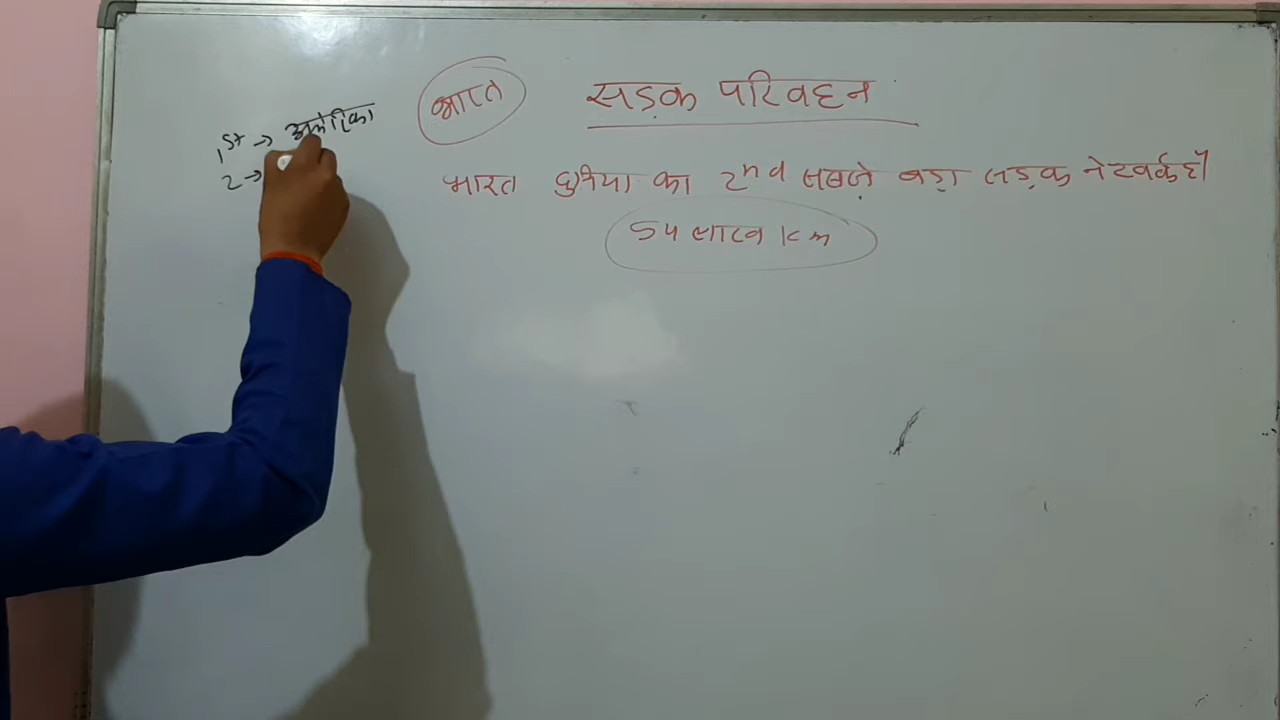 भारत सड़क परिवहन
1st → अमेरिका
2 →
भारत दुनिया का 2nd सबसे बड़ा सड़क नेटवर्क है
54 लाख km